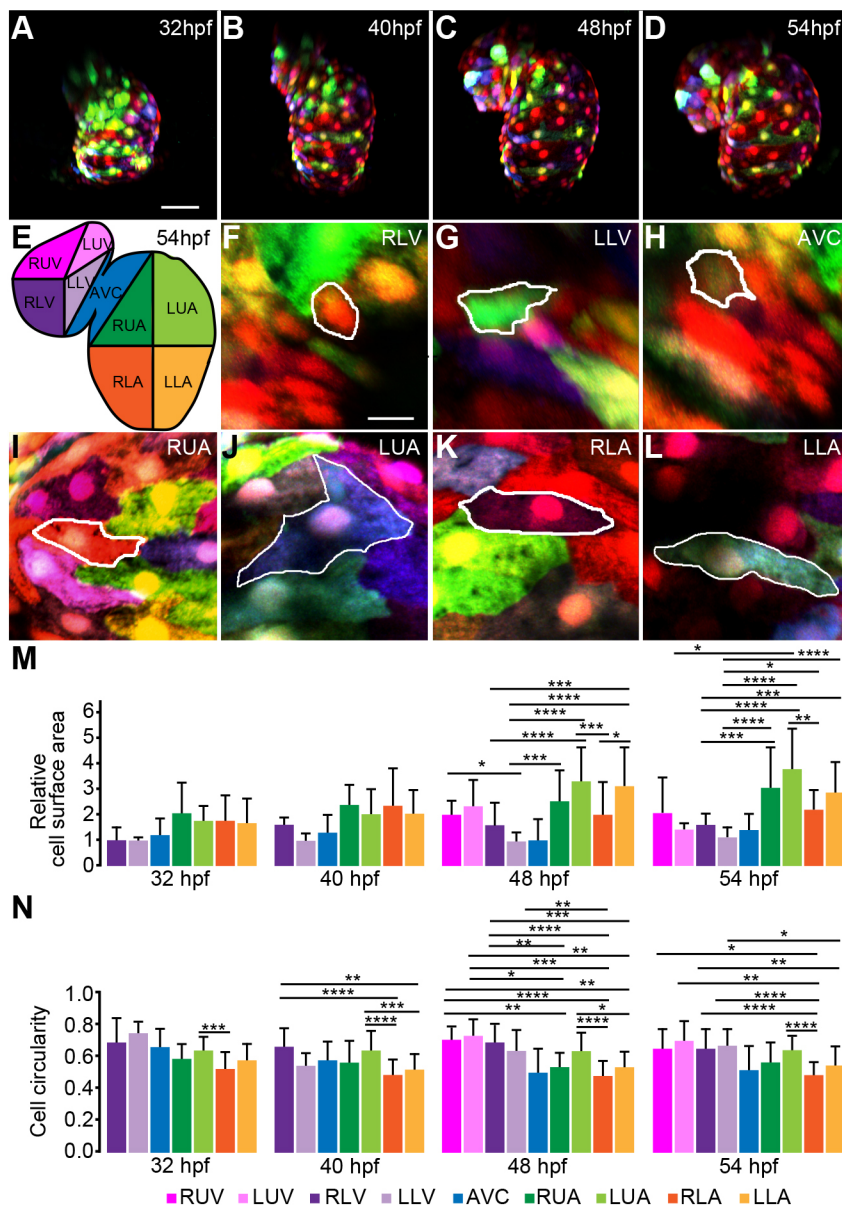 A 32hpf B 40hpf C 48hpf D 54hpf
E 54hpf F RLV G LLV H AVC
LUV
RUV
LLV
RLV AVC
RUA LUA
RLA LLA
I RUA J LUA K RLA L LLA
M
* ****
*** *
**** ****
**** *** ***
**** * ****
* *** **** **
***
6
5
4
3
2
1
0
Relative
cell surface area
32 hpf 40 hpf 48 hpf 54 hpf
N
**
***
**** *
** *
** ** **
*** **
* **
**** ** **** ****
*** ** * ****
*** **** **** ****
1.0
0.8
0.6
0.4
0.2
0.0
Cell circularity
32 hpf 40 hpf 48 hpf 54 hpf
RUV LUV RLV LLV AVC RUA LUA RLA LLA